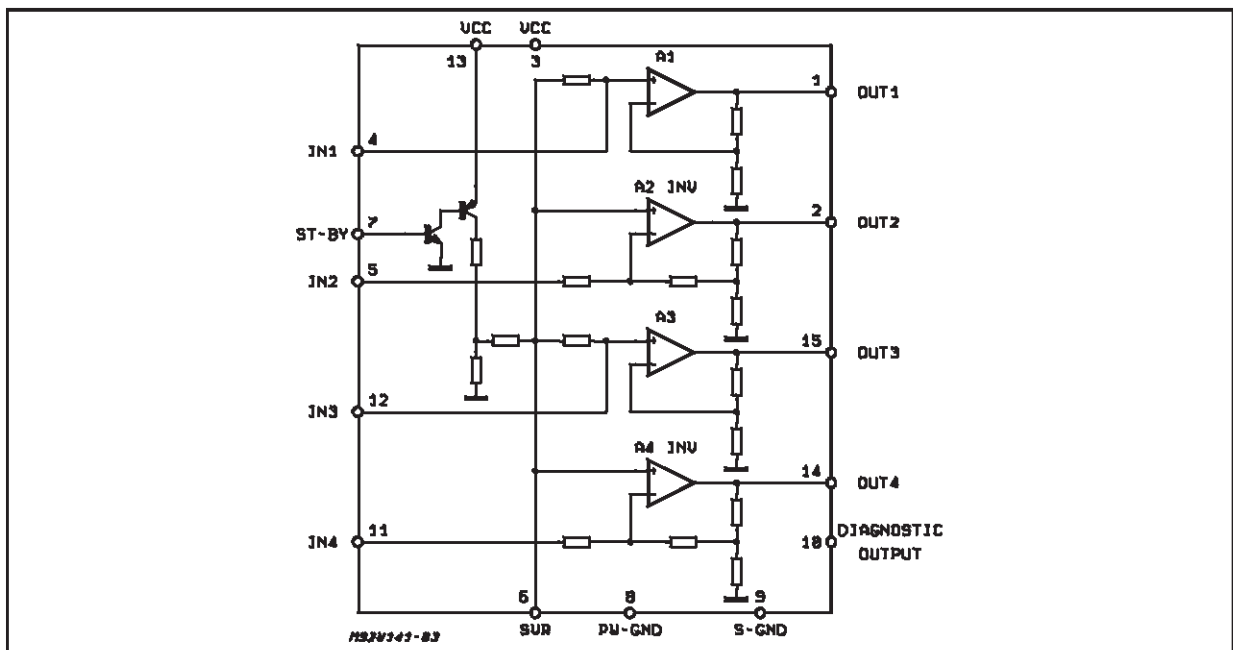 VCC VCC
13 3
A1
1 OUT1
4
IN1
A2 INV
2 OUT2
7
ST-BY
5
IN2
A3
15 OUT3
12
IN3
A4 INV
14 OUT4
11
IN4
10 DIAGNOSTIC
OUTPUT
6 8 9
SVR PW-GND S-GND